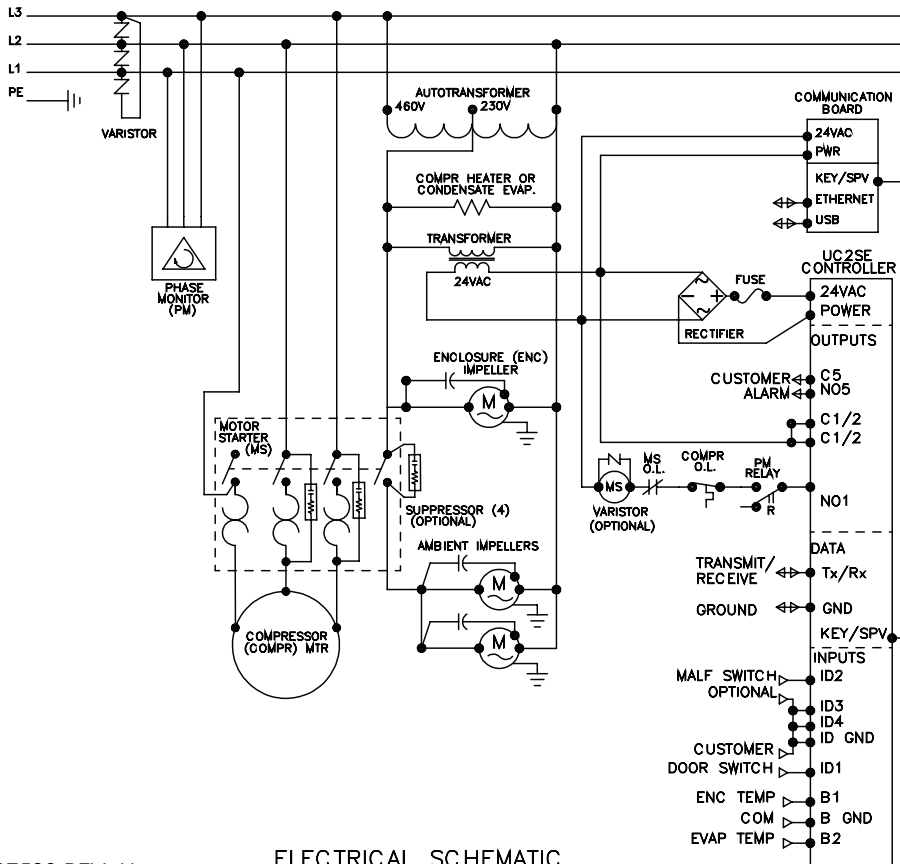 L3
L2
L1
PE
VARISTOR
AUTOTRANSFORMER
460V
230V
COMPR HEATER OR
CONDENSATE EVAP.
TRANSFORMER
24VAC
PHASE
MONITOR
(PM)
COMMUNICATION
BOARD
24VAC
PWR
KEY/SPV
ETHERNET
USB
UC2SE
CONTROLLER
FUSE
24VAC
POWER
RECTIFIER
OUTPUTS
ENCLOSURE (ENC)
IMPELLER
M
CUSTOMER
ALARM
C5
NO5
C1/2
C1/2
MOTOR
STARTER
(MS)
SUPPRESSOR (4)
(OPTIONAL)
MS
O.L.
COMPR
O.L.
PM
RELAY
MS
R
VARISTOR
(OPTIONAL)
NO1
AMBIENT IMPELLERS
M
M
COMPRESSOR
(COMPR) MTR
DATA
TRANSMIT/
RECEIVE
Tx/Rx
GROUND
GND
KEY/SPV
INPUTS
MALF SWITCH
OPTIONAL
ID2
ID3
ID4
ID GND
CUSTOMER
DOOR SWITCH
ID1
ENC TEMP
B1
COM
B GND
EVAP TEMP
B2
ELECTRICAL SCHEMATIC